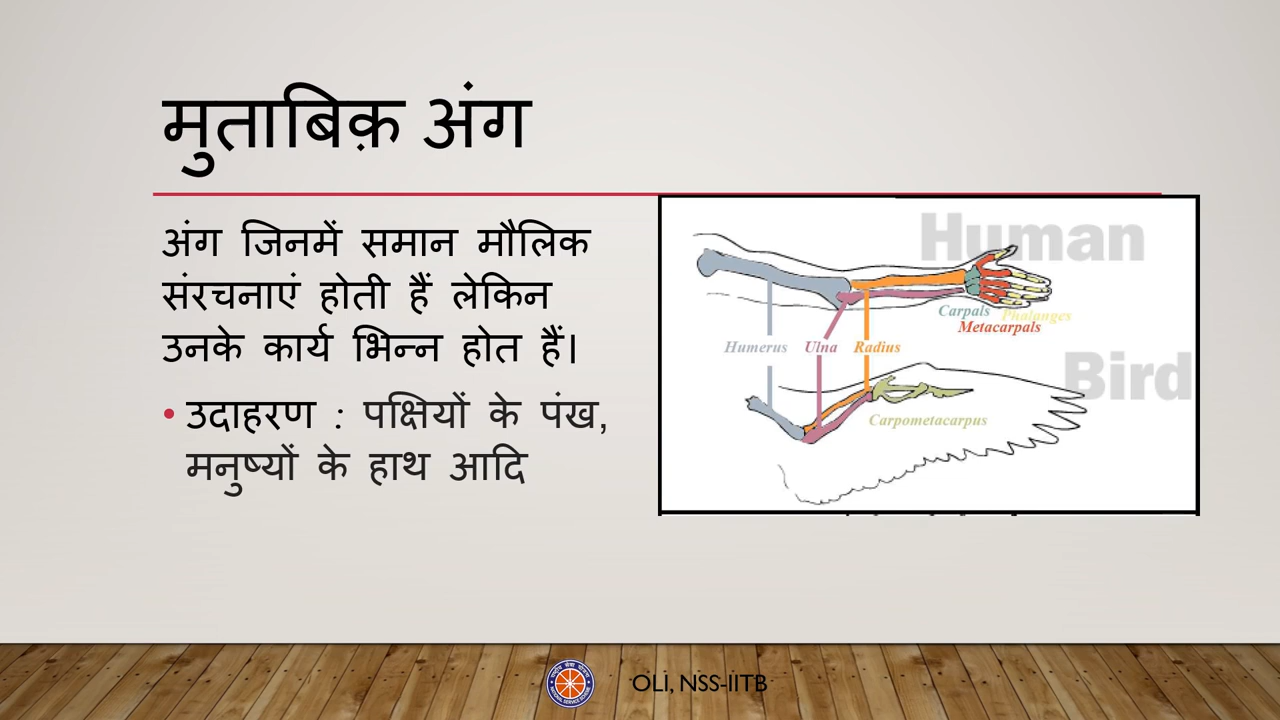 मुताबिक़ अंग
अंग जिनमें समान मौलिक
संरचनाएं होती हैं लेकिन
उनके कार्य भिन्न होत हैं।
• उदाहरण : पक्षियों के पंख,
मनुष्यों के हाथ आदि
Human
Carpals Phalanges
Metacarpals
Humerus Ulna Radius
Bird
Carpometacarpus
OLI, NSS-IITB